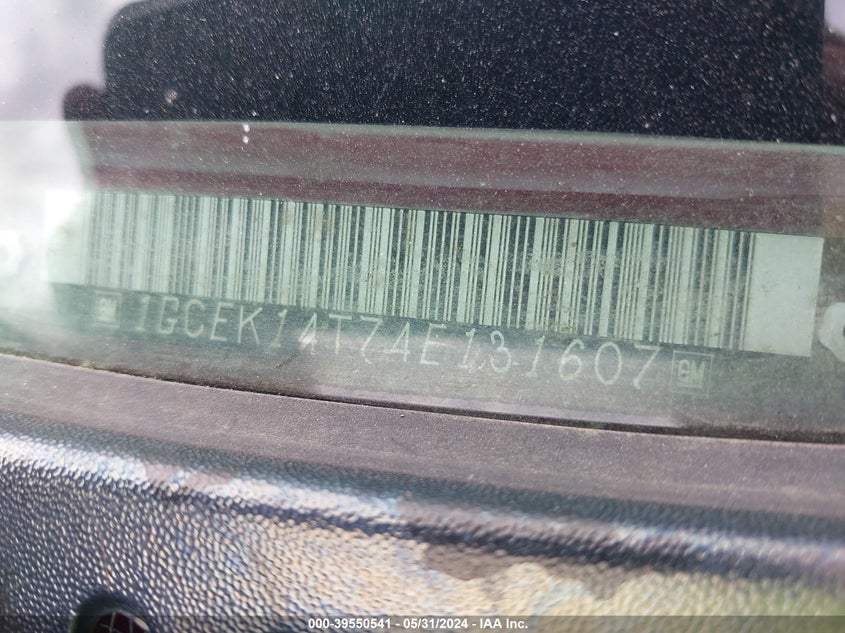 GM 1GCEK14T74E131607 GM
000-39550541 / 05/31/2024 - IAA Inc.